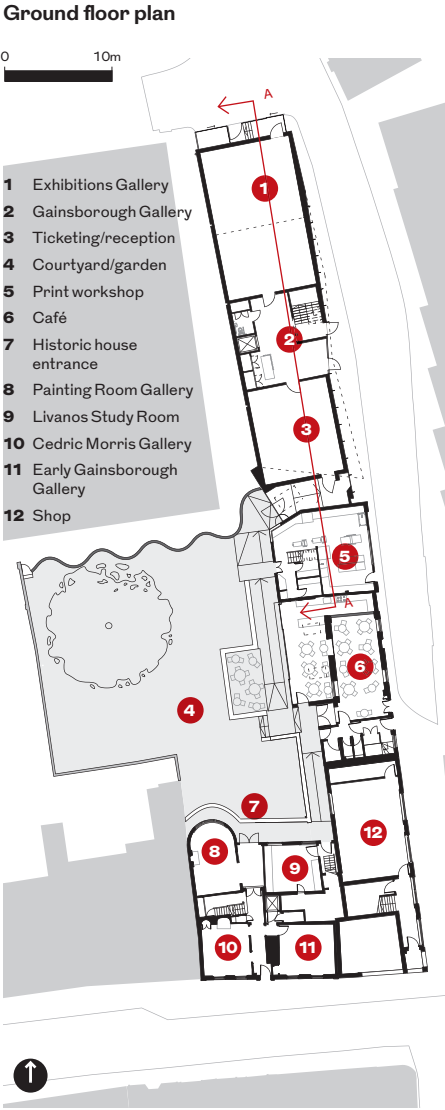 Ground floor plan
0 10m
A
1 Exhibitions Gallery
2 Gainsborough Gallery
3 Ticketing/reception
4 Courtyard/garden
5 Print workshop
6 Café
7 Historic house
entrance
8 Painting Room Gallery
9 Livanos Study Room
10 Cedric Morris Gallery
11 Early Gainsborough
Gallery
12 Shop
1
2
3
5
A
6
4
7
12
8
9
10
11